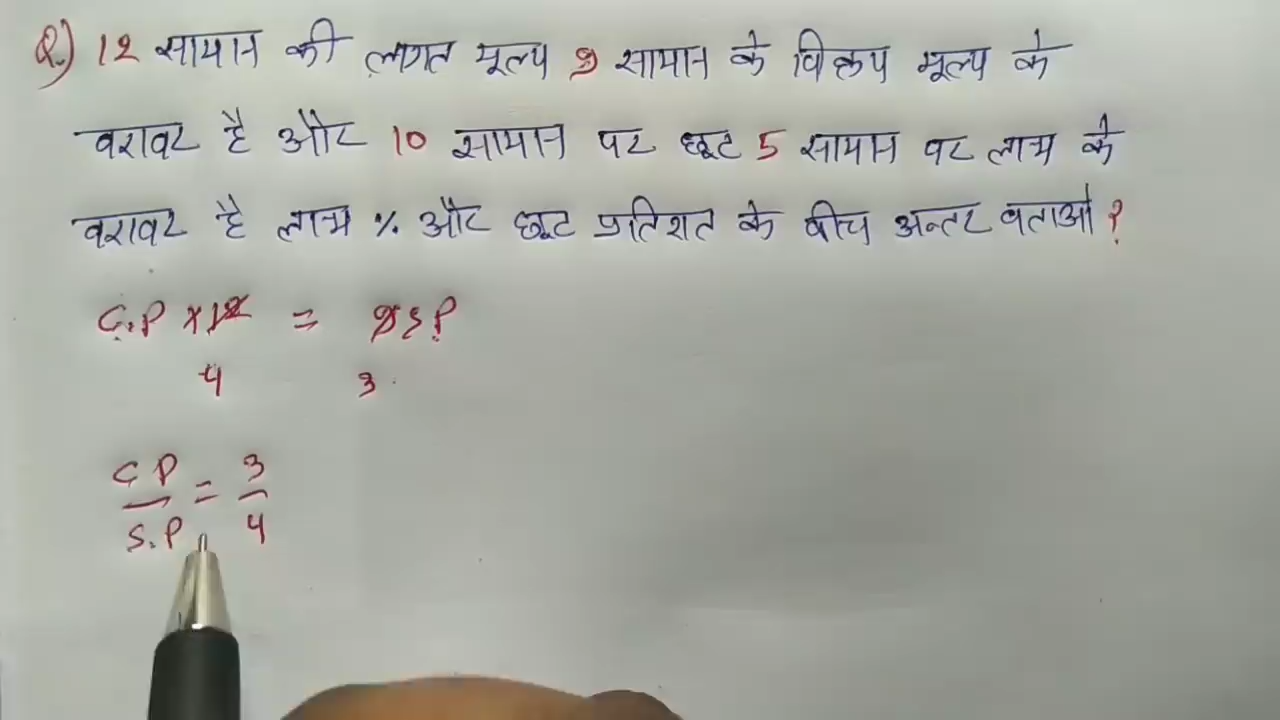 Q.) 12 सामान की लागत मूल्य 9 सामान के विक्रय मूल्य के
बराबर है और 10 सामान पर छूट 5 सामान पर लाभ के
बराबर है लाभ % और छूट प्रतिशत के बीच अन्तर बताओ ?
C.P × 12 = 9 S.P
4 3
C P / S.P = 3 / 4